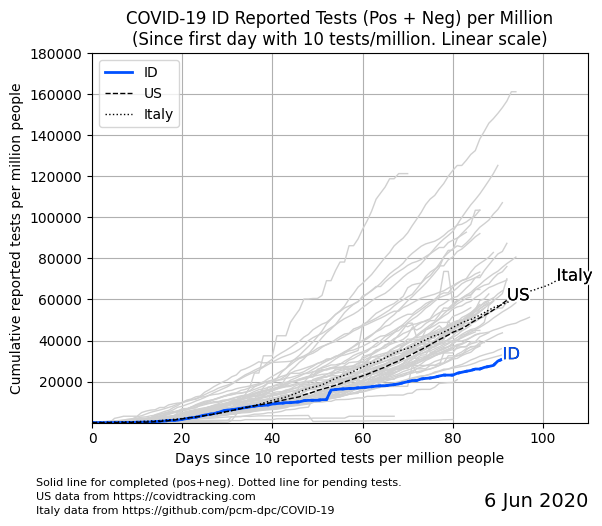 COVID-19 ID Reported Tests (Pos + Neg) per Million
(Since first day with 10 tests/million. Linear scale)
Cumulative reported tests per million people
180000
160000
140000
120000
100000
80000
60000
40000
20000
ID
US
Italy
Italy
US
ID
0 20 40 60 80 100
Days since 10 reported tests per million people
Solid line for completed (pos+neg). Dotted line for pending tests.
US data from https://covidtracking.com
Italy data from https://github.com/pcm-dpc/COVID-19
6 Jun 2020